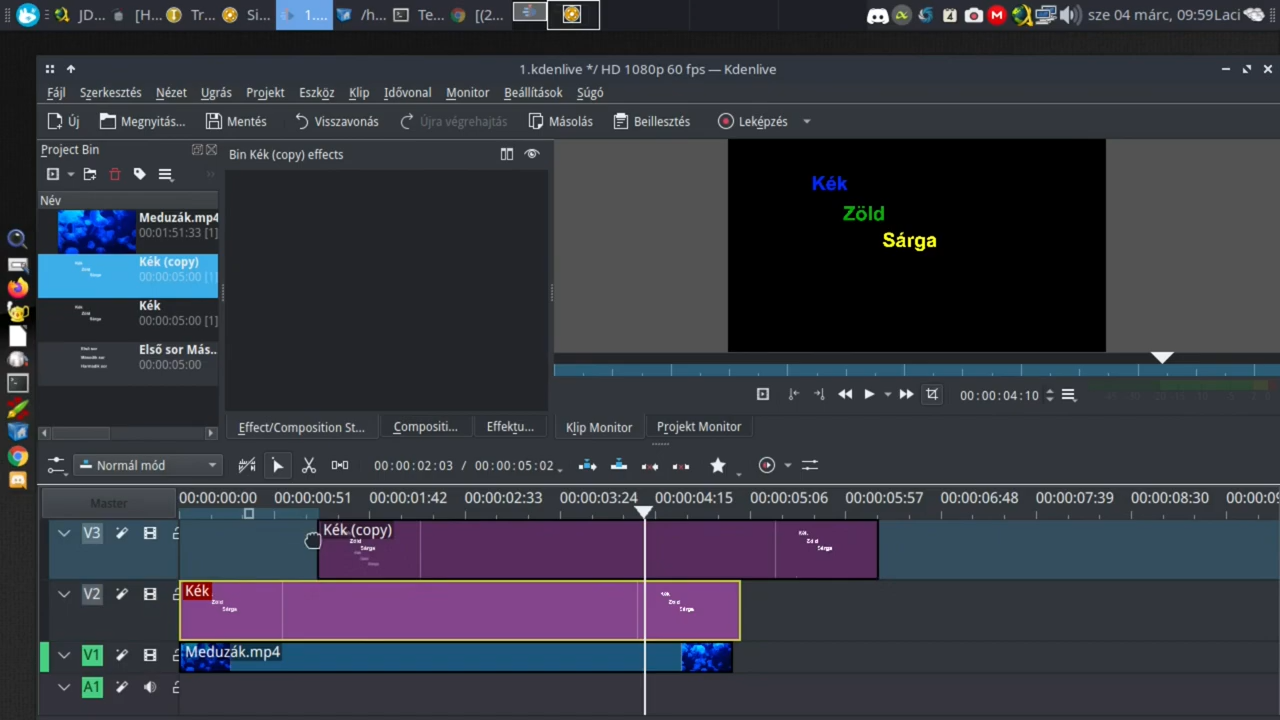 JD...
[H...
Tr...
Si...
1....
/h...
Te...
[(2...
4
sze 04 márc, 09:59
Laci
1.kdenlive */ HD 1080p 60 fps — Kdenlive
Fájl Szerkesztés Nézet Ugrás Projekt Eszköz Klip Idővonal Monitor Beállítások Súgó
Új Megnyitás... Mentés Visszavonás Újra végrehajtás Másolás Beillesztés Leképzés
Project Bin
Bin Kék (copy) effects
Név
Meduzák.mp4
00:01:51:33 [1]
Kék (copy)
00:00:05:00 [1]
Kék
00:00:05:00 [1]
Első sor Más..
00:00:05:00
Kék
Zöld
Sárga
00:00:04:10
Effect/Composition St... Compositi... Effektu...
Klip Monitor Projekt Monitor
Normál mód
00:00:02:03 / 00:00:05:02
Master
00:00:00:00 00:00:00:51 00:00:01:42 00:00:02:33 00:00:03:24 00:00:04:15 00:00:05:06 00:00:05:57 00:00:06:48 00:00:07:39 00:00:08:30 00:00:09
V3
Kék (copy)
V2
Kék
V1
Meduzák.mp4
A1